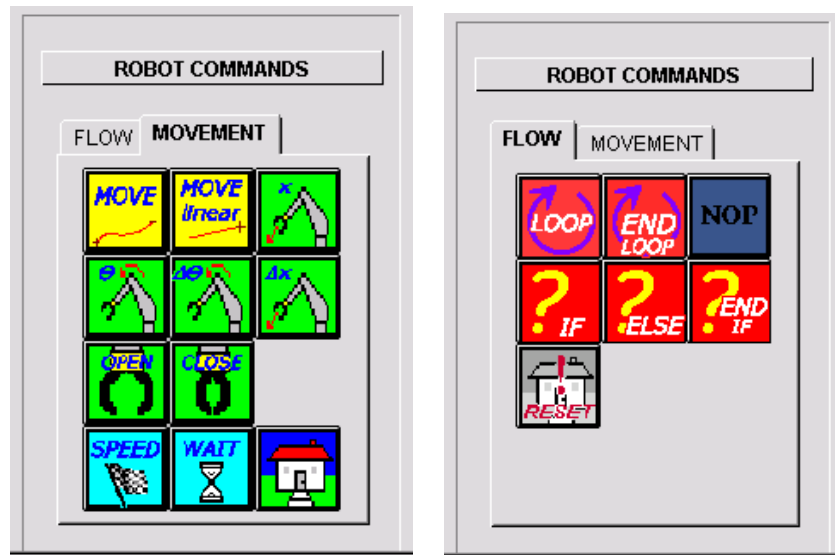 ROBOT COMMANDS
FLOW MOVEMENT
MOVE MOVE linear x
Θ ΔΘ Δx
OPEN CLOSE
SPEED WAIT
ROBOT COMMANDS
FLOW MOVEMENT
LOOP END LOOP NOP
? IF ? ELSE ? END IF
! RESET